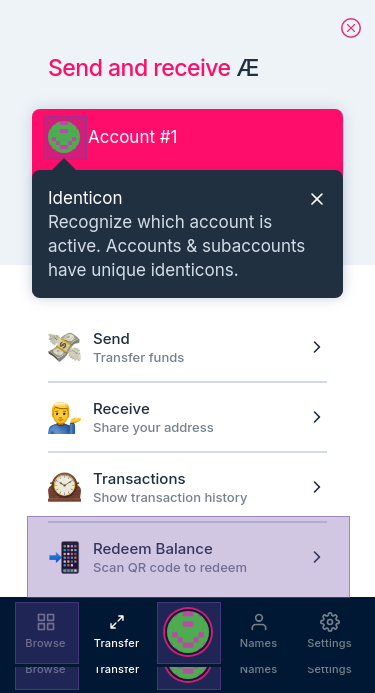 Send and receive Æ
Account #1
Identicon
Recognize which account is
active. Accounts & subaccounts
have unique identicons.
Send
Transfer funds
Receive
Share your address
Transactions
Show transaction history
Redeem Balance
Scan QR code to redeem
Browse Transfer Names Settings
Browse Transfer Names Settings